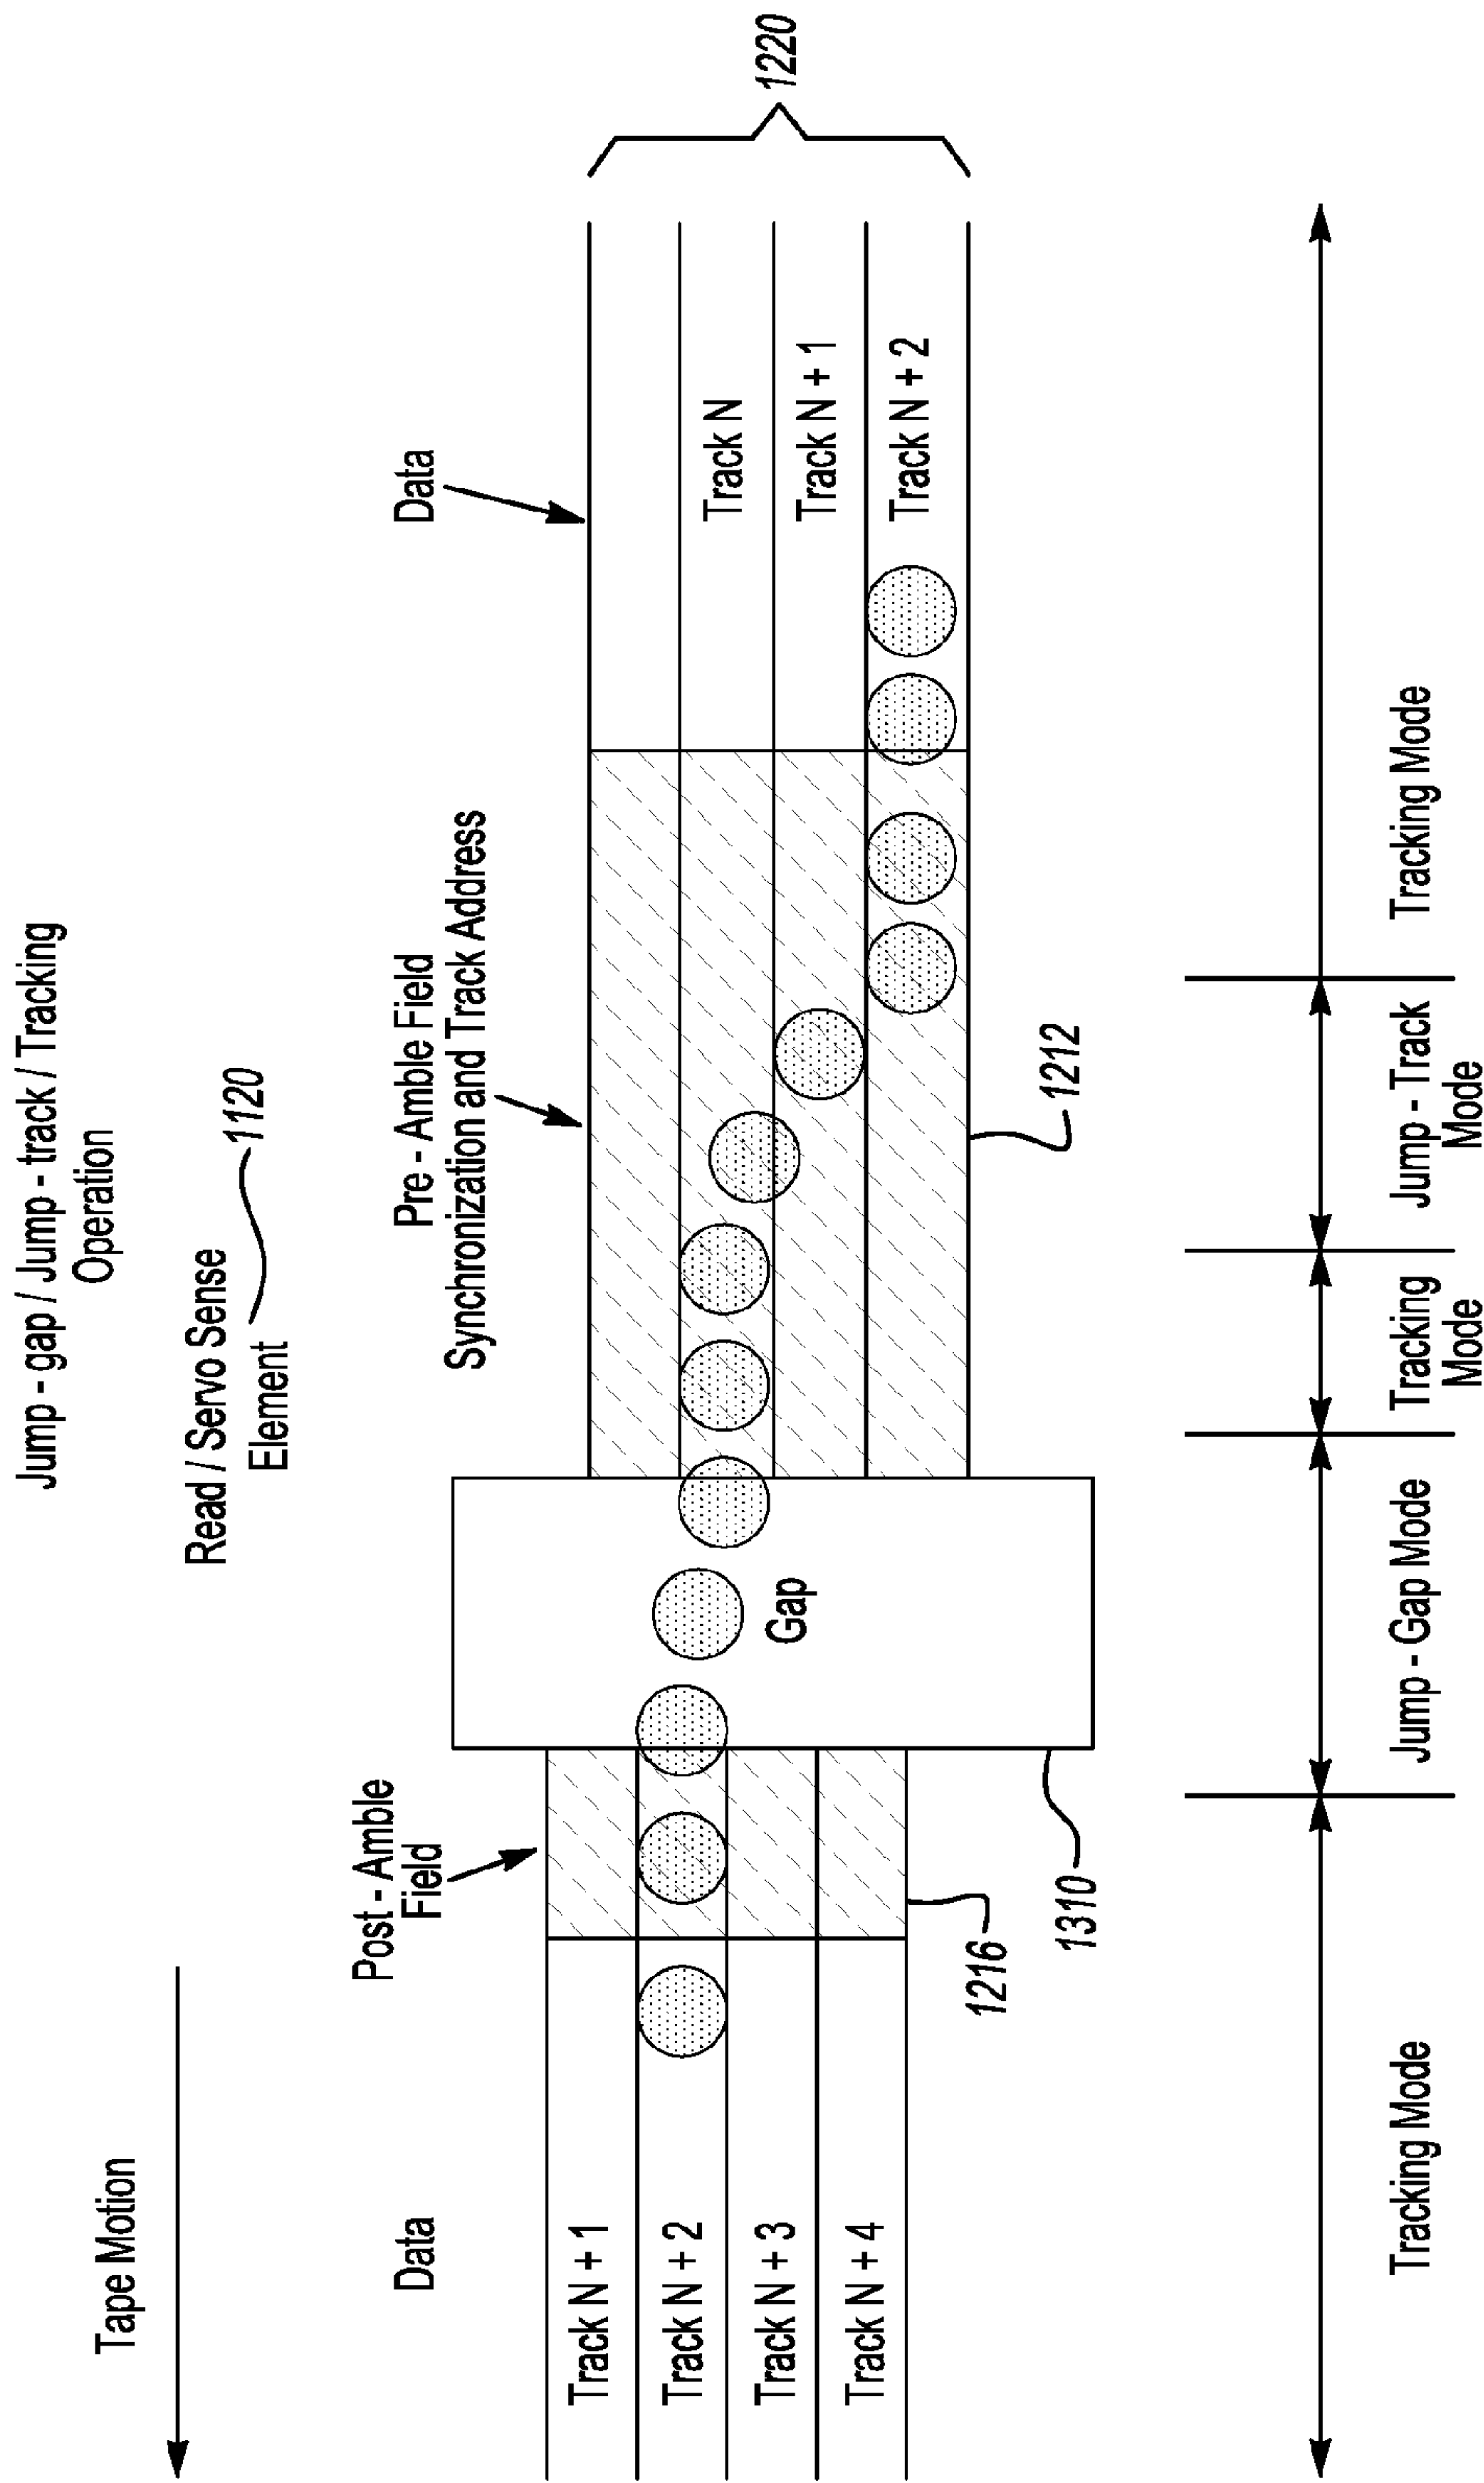 Jump - gap / Jump - track / Tracking
Operation
Tape Motion
Read / Servo Sense
Element
1120
Data
Post - Amble
Field
Pre - Amble Field
Synchronization and Track Address
Data
1220
Track N + 1
Track N + 2
Track N + 3
Track N + 4
Gap
Track N
Track N + 1
Track N + 2
1216
1310
1212
Tracking Mode
Jump - Gap Mode
Tracking
Mode
Jump - Track
Mode
Tracking Mode